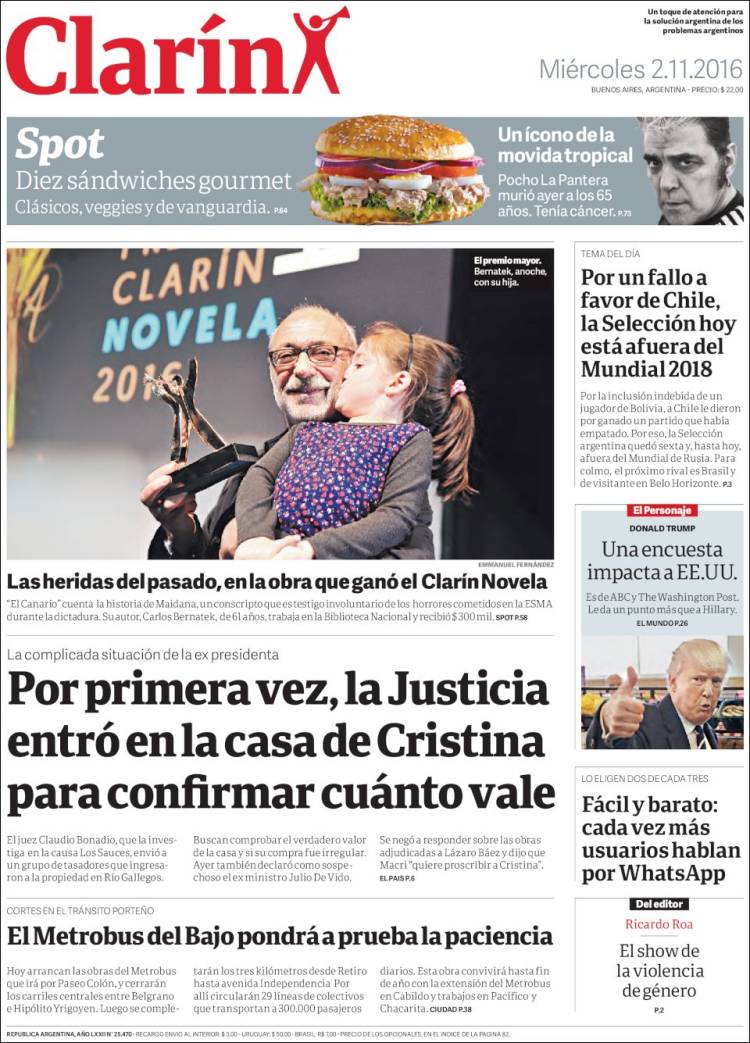 Clarín
Un toque de atención para
la solución argentina de los
problemas argentinos
Miércoles 2.11.2016
BUENOS AIRES, ARGENTINA - PRECIO: $ 22,00
Spot
Diez sándwiches gourmet
Clásicos, veggies y de vanguardia. P.64
Un ícono de la
movida tropical
Pocho La Pantera
murió ayer a los 65
años. Tenía cáncer. P.73
CLARÍN
NOVELA
2016
El premio mayor.
Bernatek, anoche,
con su hija.
EMMANUEL FERNÁNDEZ
Las heridas del pasado, en la obra que ganó el Clarín Novela
"El Canario" cuenta la historia de Maidana, un conscripto que es testigo involuntario de los horrores cometidos en la ESMA
durante la dictadura. Su autor, Carlos Bernatek, de 61 años, trabaja en la Biblioteca Nacional y recibió $ 300 mil. SPOT P.58
La complicada situación de la ex presidenta
Por primera vez, la Justicia
entró en la casa de Cristina
para confirmar cuánto vale
El juez Claudio Bonadio, que la inves-
tiga en la causa Los Sauces, envió a
un grupo de tasadores que ingresa-
ron a la propiedad en Río Gallegos.
Buscan comprobar el verdadero valor
de la casa y si su compra fue irregular.
Ayer también declaró como sospe-
choso el ex ministro Julio De Vido.
Se negó a responder sobre las obras
adjudicadas a Lázaro Báez y dijo que
Macri "quiere proscribir a Cristina".
EL PAIS P.6
CORTES EN EL TRÁNSITO PORTEÑO
El Metrobus del Bajo pondrá a prueba la paciencia
Hoy arrancan las obras del Metrobus
que irá por Paseo Colón, y cerrarán
los carriles centrales entre Belgrano
e Hipólito Yrigoyen. Luego se comple-
tarán los tres kilómetros desde Retiro
hasta avenida Independencia. Por
allí circularán 29 líneas de colectivos
que transportan a 300.000 pasajeros
diarios. Esta obra convivirá hasta fin
de año con la extensión del Metrobus
en Cabildo y trabajos en Pacífico y
Chacarita. CIUDAD P.38
TEMA DEL DÍA
Por un fallo a
favor de Chile,
la Selección hoy
está afuera del
Mundial 2018
Por la inclusión indebida de un
jugador de Bolivia, a Chile le dieron
por ganado un partido que había
empatado. Por eso, la Selección
argentina quedó sexta y, hasta hoy,
afuera del Mundial de Rusia. Para
colmo, el próximo rival es Brasil y
de visitante en Belo Horizonte. P.3
El Personaje
DONALD TRUMP
Una encuesta
impacta a EE.UU.
Es de ABC y The Washington Post.
Le da un punto más que a Hillary.
EL MUNDO P.26
LO ELIGEN DOS DE CADA TRES
Fácil y barato:
cada vez más
usuarios hablan
por WhatsApp
Del editor
Ricardo Roa
El show de
la violencia
de género
P.2
REPUBLICA ARGENTINA, AÑO LXXII N° 25.470 - RECARGO ENVIO AL INTERIOR: $ 3,00 - URUGUAY: $ 50,00 - BRASIL, R$ 7,00 - PRECIO DE LOS OPCIONALES, EN EL INDICE DE LA PAGINA 82.